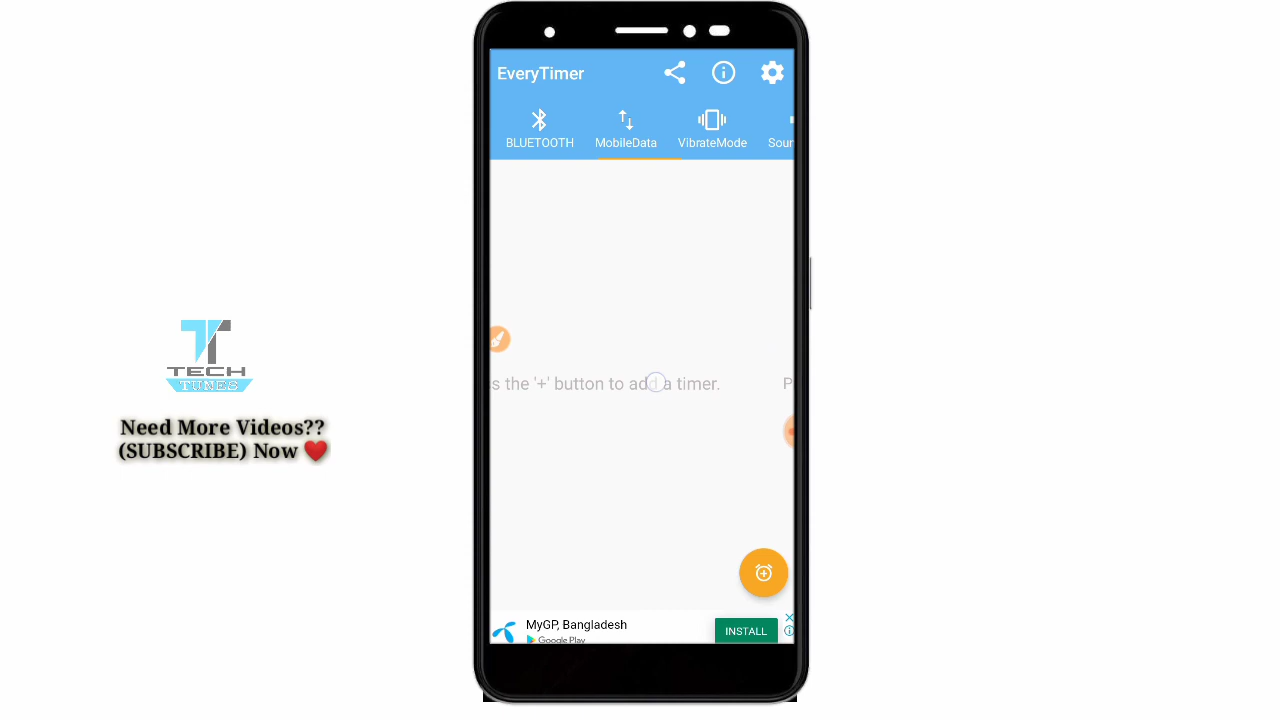 EveryTimer
BLUETOOTH MobileData VibrateMode Soun
s the '+' button to add a timer. P
TECH
TUNES
Need More Videos??
(SUBSCRIBE) Now ❤️
MyGP, Bangladesh
Google Play
INSTALL